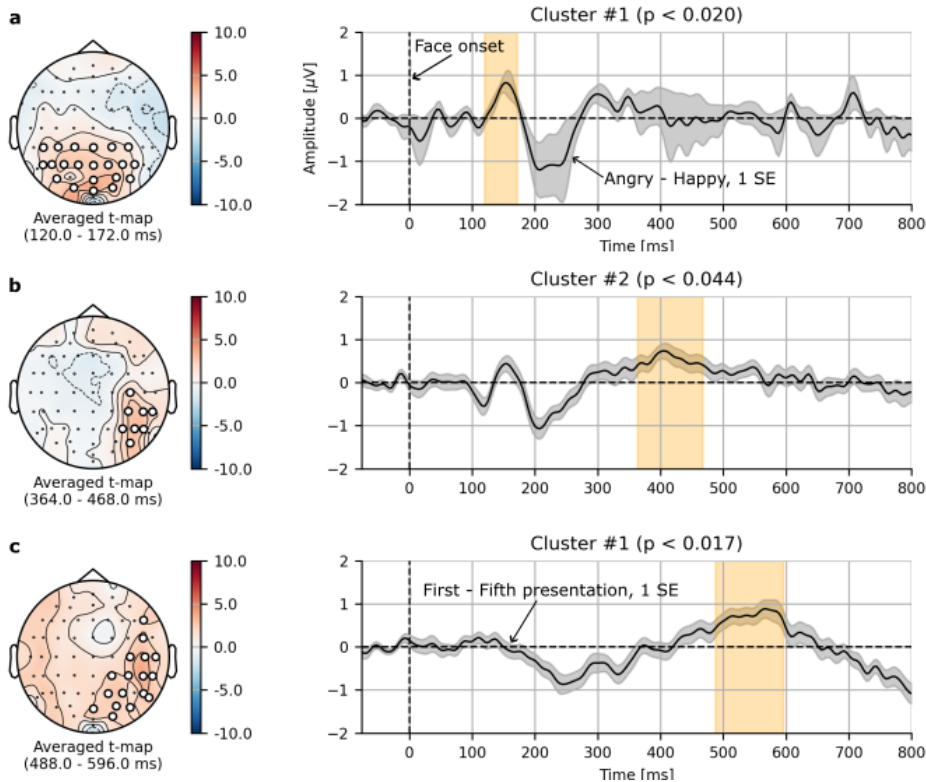 a
Cluster #1 (p < 0.020)
10.0
5.0
0.0
−5.0
−10.0
Averaged t-map
(120.0 - 172.0 ms)
Amplitude [µV]
2
1
0
−1
−2
Face onset
Angry - Happy, 1 SE
0 100 200 300 400 500 600 700 800
Time [ms]
b
Cluster #2 (p < 0.044)
10.0
5.0
0.0
−5.0
−10.0
Averaged t-map
(364.0 - 468.0 ms)
2
1
0
−1
−2
0 100 200 300 400 500 600 700 800
c
Cluster #1 (p < 0.017)
10.0
5.0
0.0
−5.0
−10.0
Averaged t-map
(488.0 - 596.0 ms)
2
1
0
−1
−2
First - Fifth presentation, 1 SE
0 100 200 300 400 500 600 700 800
Time [ms]